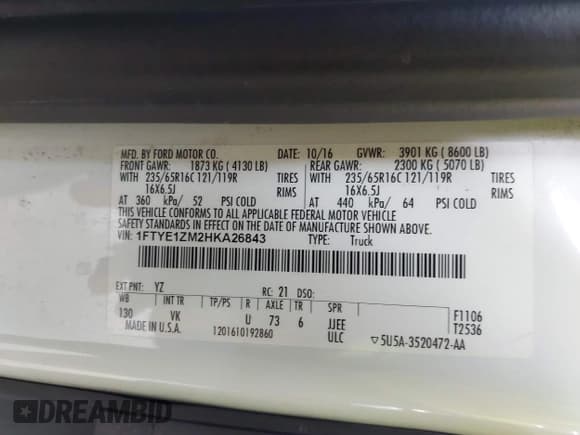 MFD. BY FORD MOTOR CO. DATE: 10/16 GVWR: 3901 KG ( 8600 LB)
FRONT GAWR: 1873 KG ( 4130 LB) REAR GAWR: 2300 KG ( 5070 LB)
WITH 235/65R16C 121/119R TIRES WITH 235/65R16C 121/119R TIRES
16X6.5J RIMS 16X6.5J RIMS
AT 360 kPa/ 52 PSI COLD AT 440 kPa/ 64 PSI COLD
THIS VEHICLE CONFORMS TO ALL APPLICABLE FEDERAL MOTOR VEHICLE
SAFETY STANDARDS IN EFFECT ON THE DATE OF MANUFACTURE SHOWN ABOVE.
VIN: 1FTYE1ZM2HKA26843 TYPE: Truck
EXT PNT: YZ RC: 21 DSO:
WB INT TR TP/PS R AXLE TR SPR
130 VK U 73 6 JJEE F1106
MADE IN U.S.A. 1201610192860 ULC T2536
▽5U5A-3520472-AA
DREAMBID